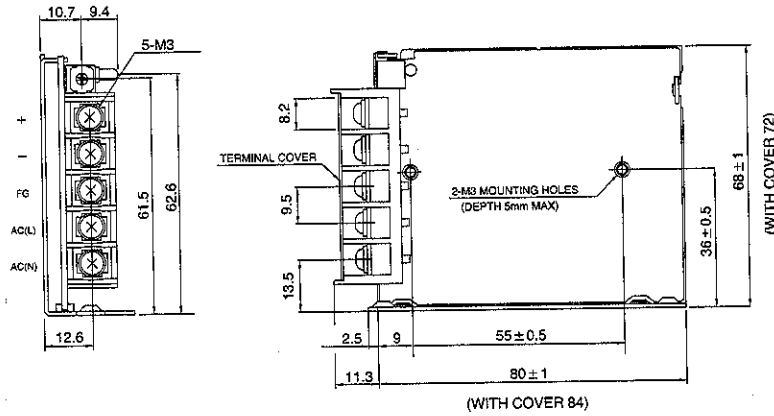 10.7
9.4
5-M3
+
−
FG
AC(L)
AC(N)
61.5
62.6
12.6
8.2
TERMINAL COVER
9.5
13.5
2-M3 MOUNTING HOLES
(DEPTH 5mm MAX)
36±0.5
68±1
(WITH COVER 72)
2.5
9
55±0.5
11.3
80±1
(WITH COVER 84)